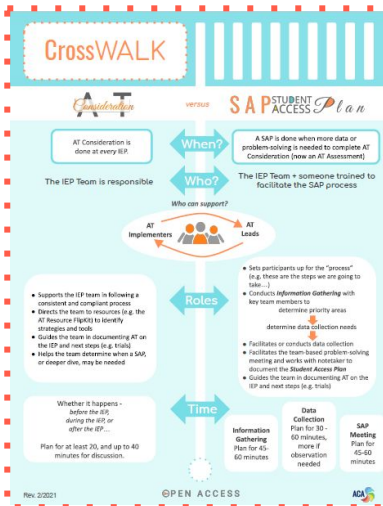 CrossWALK
AT
Consideration
versus
SAP STUDENT ACCESS Plan
AT Consideration is
done at every IEP.
When?
A SAP is done when more data or
problem-solving is needed to complete AT
Consideration (now an AT Assessment)
The IEP Team is responsible
Who?
The IEP Team + someone trained to
facilitate the SAP process
Who can support?
AT
Implementers
AT
Leads
Roles
• Supports the IEP team in following a
consistent and compliant process
• Directs the team to resources (e.g. the
AT Resource FlipKit) to identify
strategies and tools
• Guides the team in documenting AT on
the IEP and next steps (e.g. trials)
• Helps the team determine when a SAP,
or deeper dive, may be needed
• Sets participants up for the "process"
(e.g. these are the steps we are going to
take…)
• Conducts Information Gathering with
key team members to
determine priority areas
determine data collection needs
• Facilitates or conducts data collection
• Facilitates the team-based problem-solving
meeting and works with notetaker to
document the Student Access Plan
• Guides the team in documenting AT on the
IEP and next steps (e.g. trials)
Time
Whether it happens -
before the IEP,
during the IEP, or
after the IEP…
Plan for at least 20, and up to 40
minutes for discussion.
Information
Gathering
Plan for 45-
60 minutes
Data
Collection
Plan for 30 -
60 minutes,
more if
observation
needed
SAP
Meeting
Plan for
45-60
minutes
Rev. 2/2021
OPEN ACCESS
ACA